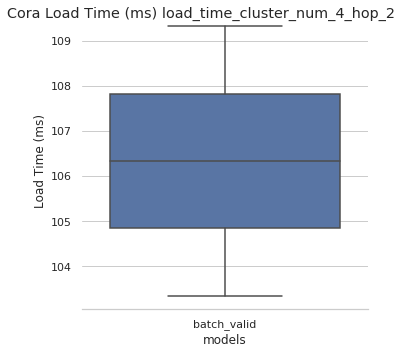 Cora Load Time (ms) load_time_cluster_num_4_hop_2
109
108
107
106
105
104
Load Time (ms)
batch_valid
models